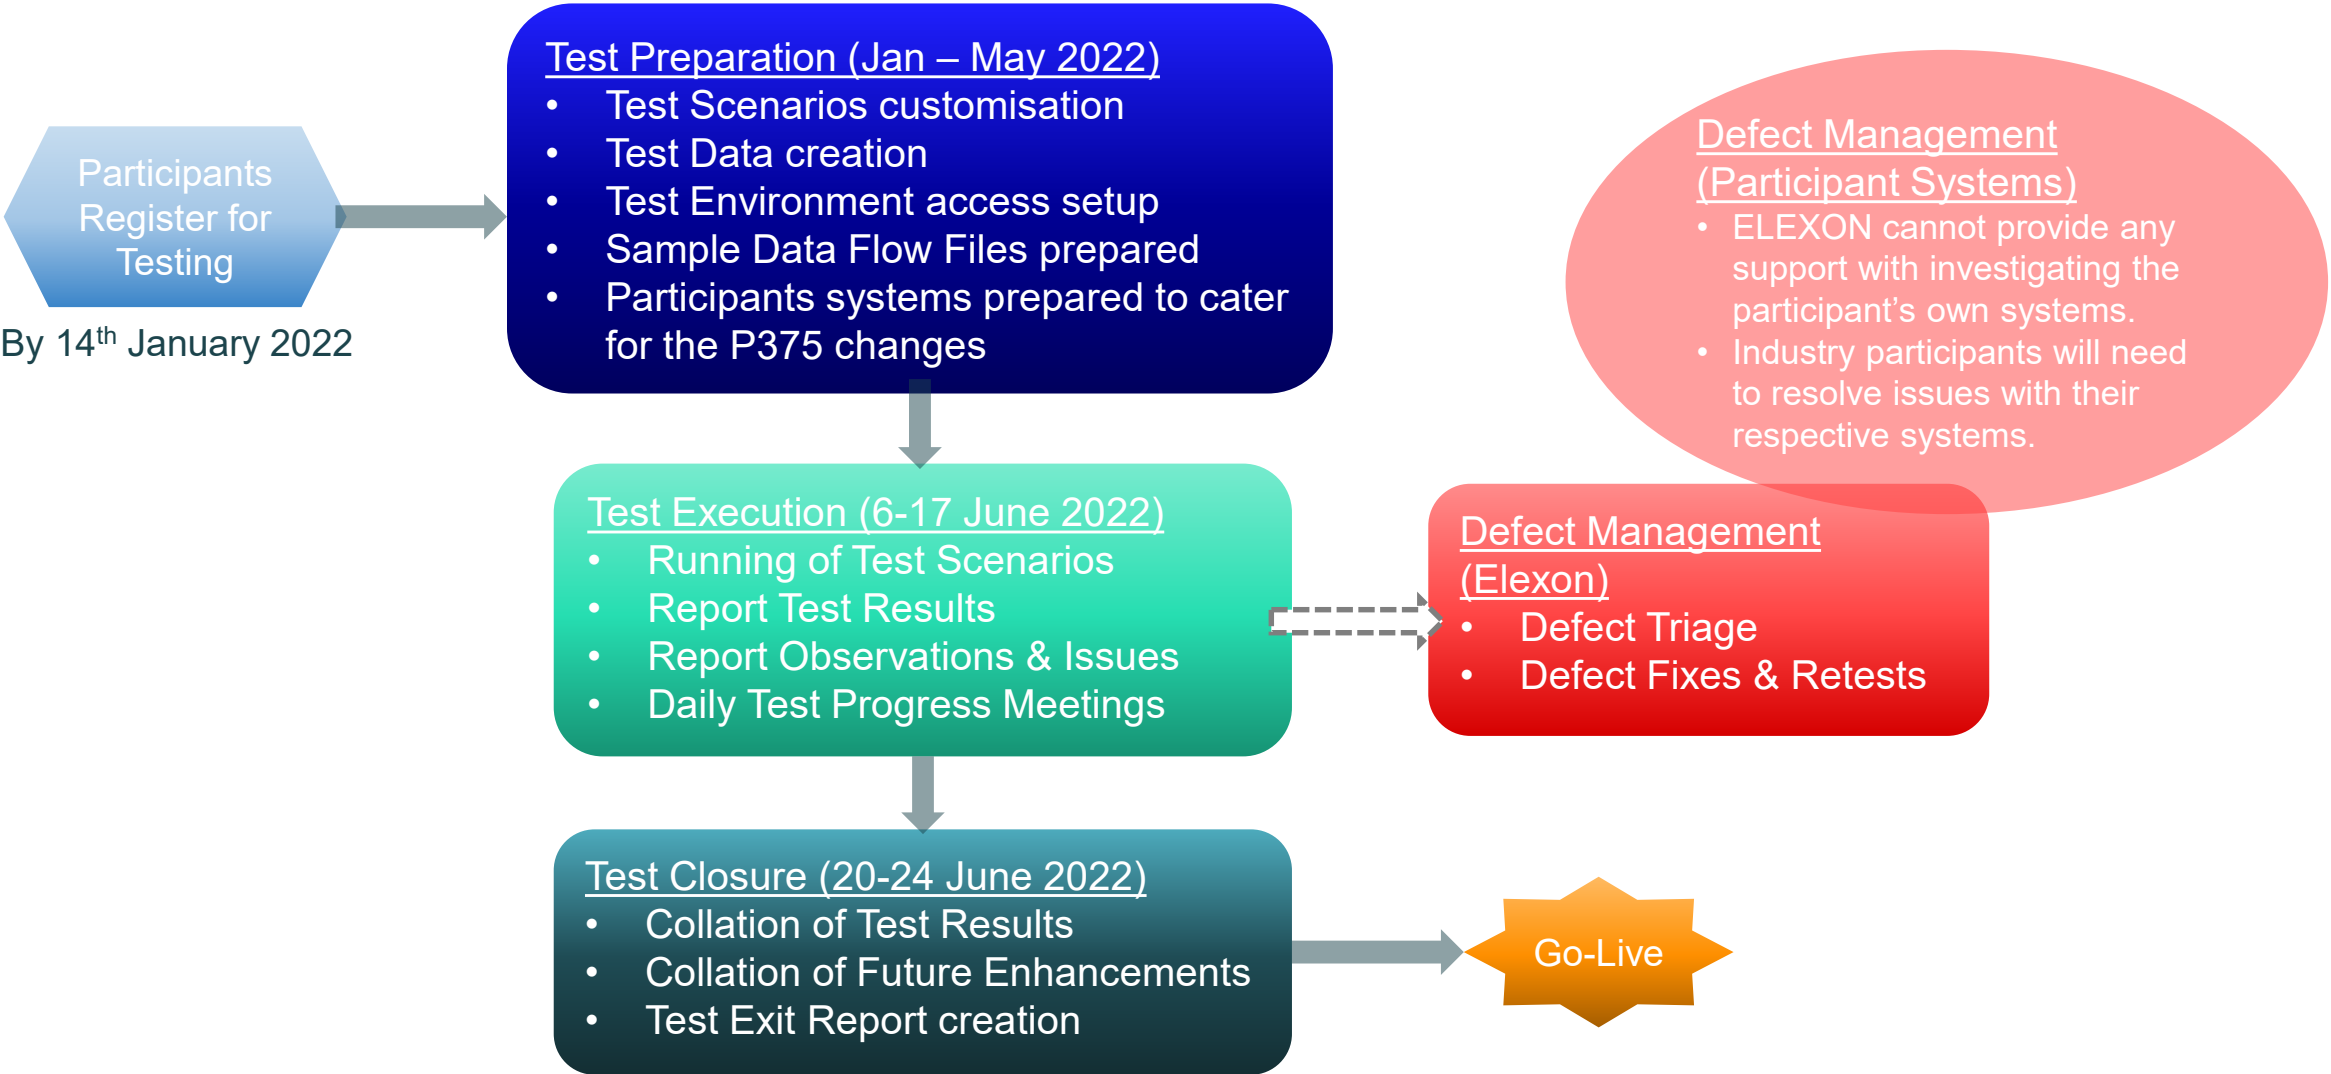 Participants
Register for
Testing
By 14th January 2022
Test Preparation (Jan – May 2022)
• Test Scenarios customisation
• Test Data creation
• Test Environment access setup
• Sample Data Flow Files prepared
• Participants systems prepared to cater
for the P375 changes
Defect Management
(Participant Systems)
• ELEXON cannot provide any
support with investigating the
participant’s own systems.
• Industry participants will need
to resolve issues with their
respective systems.
Test Execution (6-17 June 2022)
• Running of Test Scenarios
• Report Test Results
• Report Observations & Issues
• Daily Test Progress Meetings
Defect Management
(Elexon)
• Defect Triage
• Defect Fixes & Retests
Test Closure (20-24 June 2022)
• Collation of Test Results
• Collation of Future Enhancements
• Test Exit Report creation
Go-Live